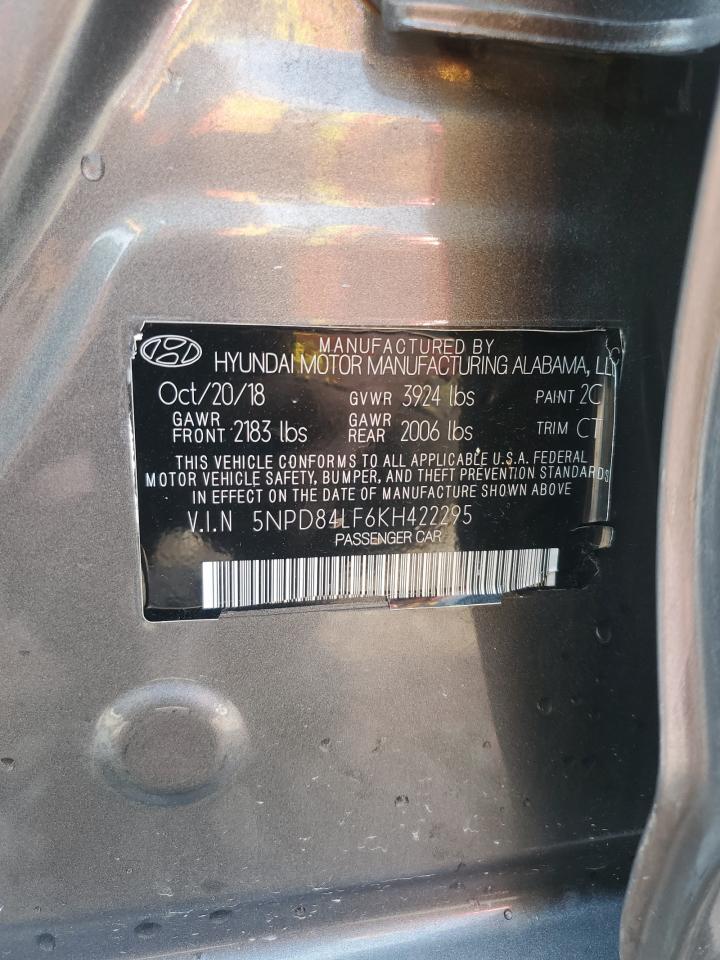 MANUFACTURED BY
HYUNDAI MOTOR MANUFACTURING ALABAMA, LLC
Oct/20/18 GVWR 3924 lbs PAINT 2C
GAWR FRONT 2183 lbs GAWR REAR 2006 lbs TRIM CT
THIS VEHICLE CONFORMS TO ALL APPLICABLE U.S.A. FEDERAL
MOTOR VEHICLE SAFETY, BUMPER, AND THEFT PREVENTION STANDARDS
IN EFFECT ON THE DATE OF MANUFACTURE SHOWN ABOVE
V.I.N 5NPD84LF6KH422295
PASSENGER CAR